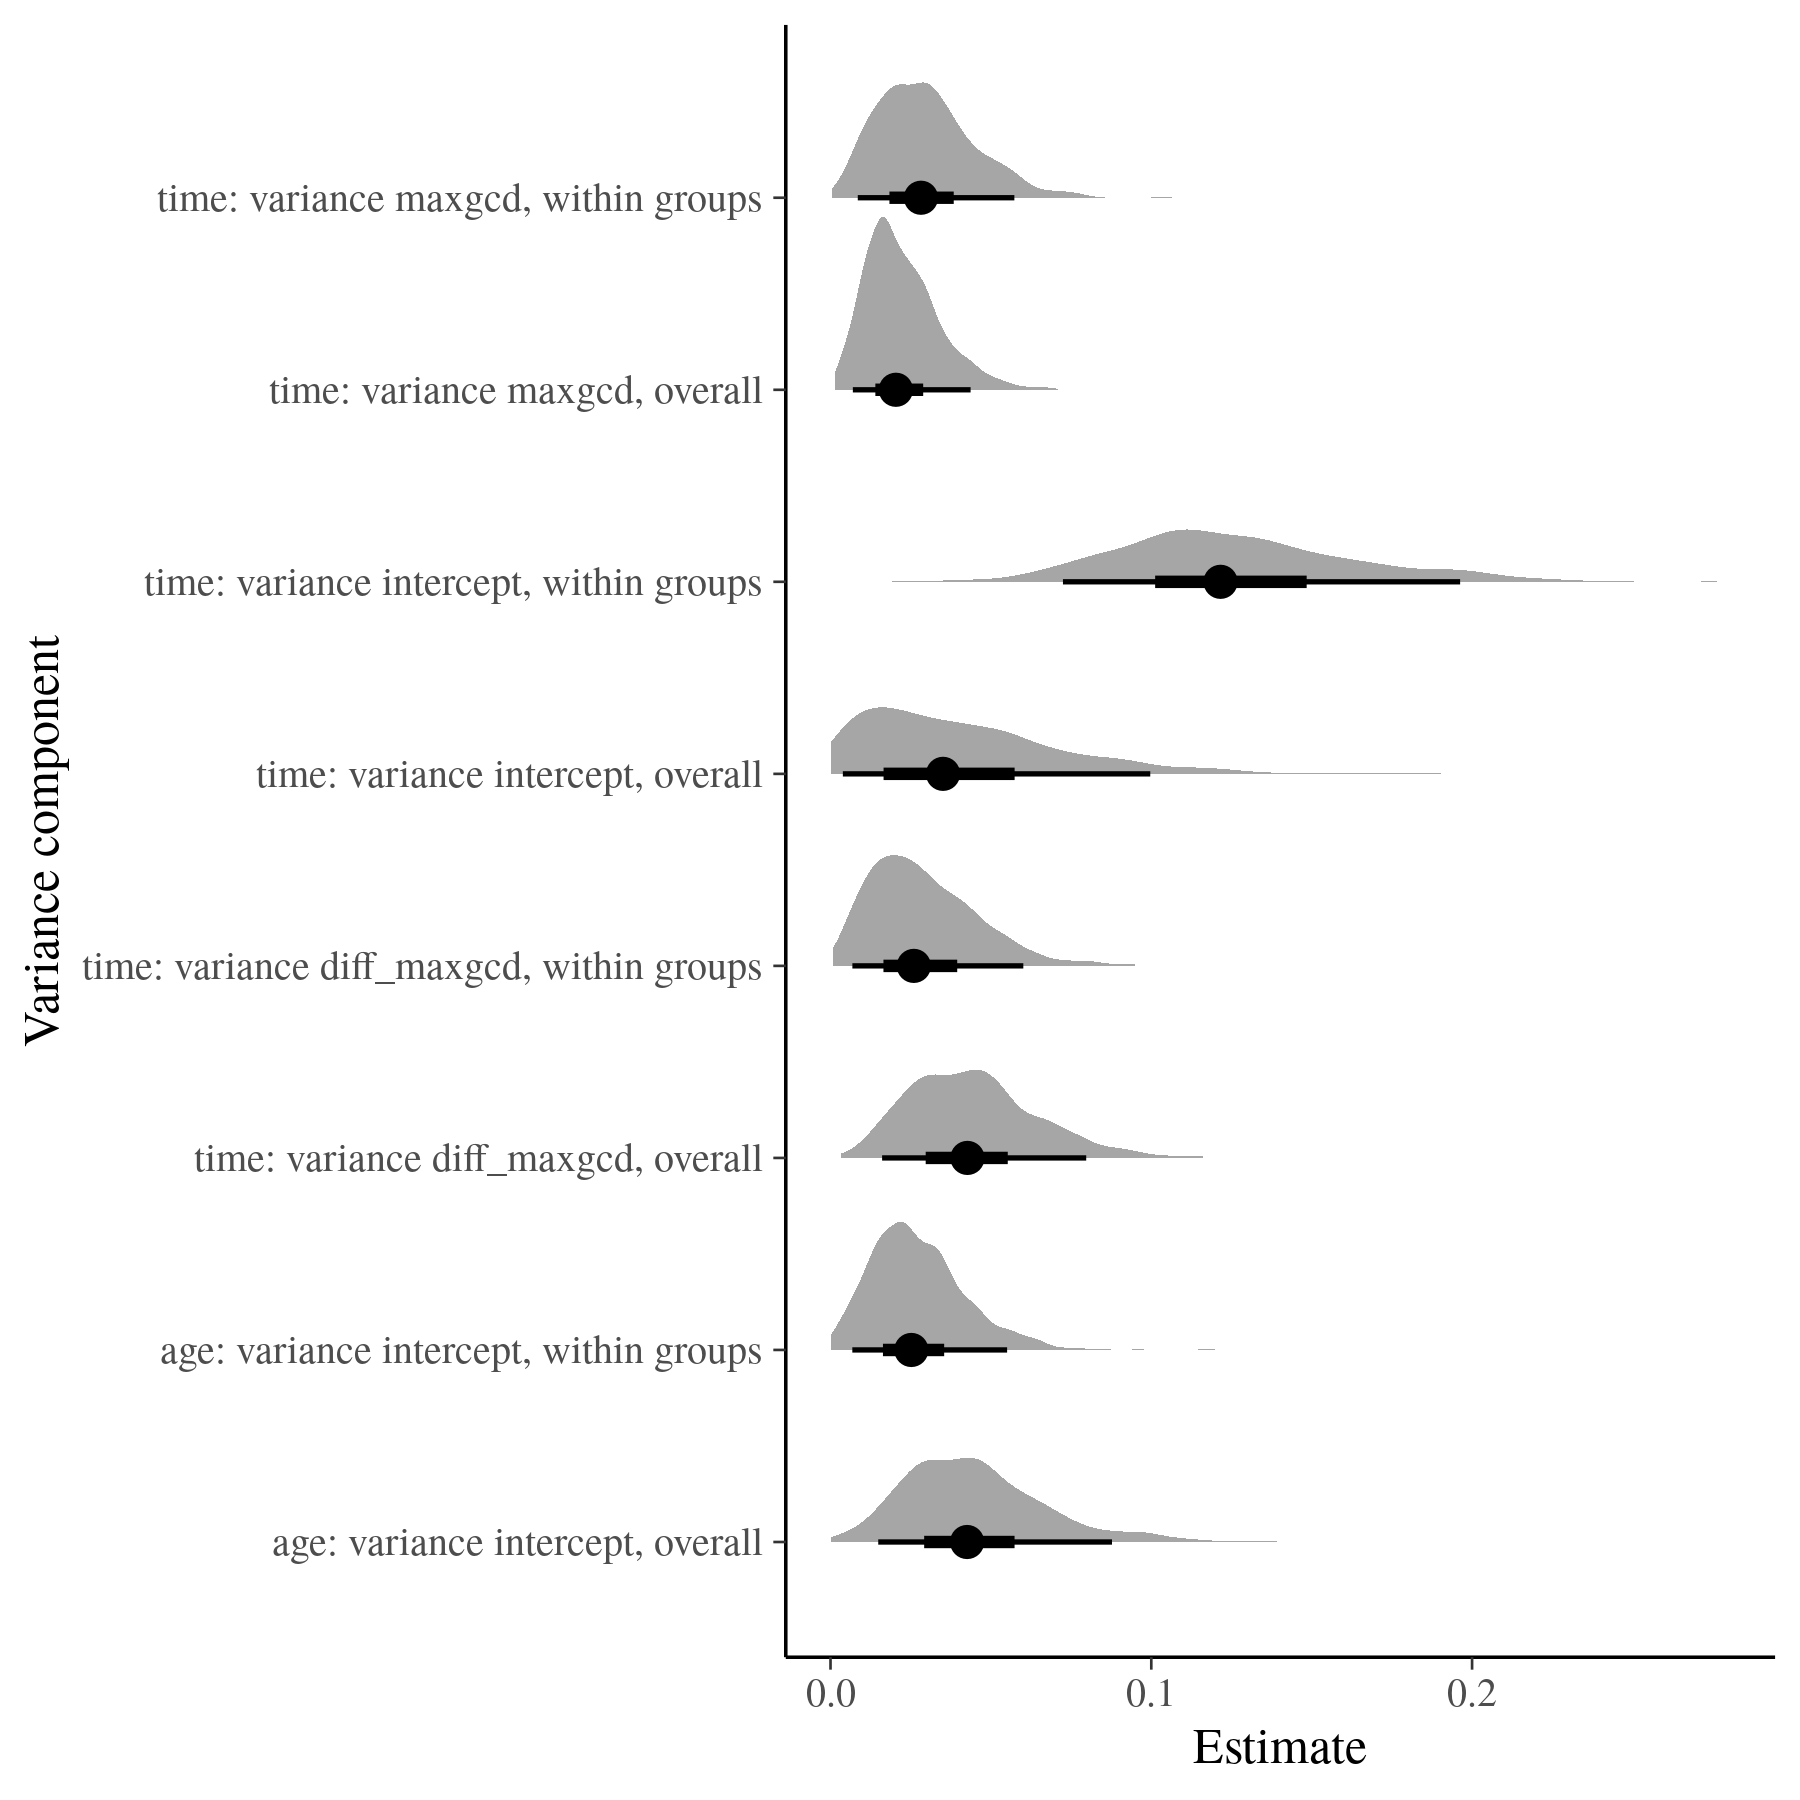 time: variance maxgcd, within groups
time: variance maxgcd, overall
time: variance intercept, within groups
time: variance intercept, overall
time: variance diff_maxgcd, within groups
time: variance diff_maxgcd, overall
age: variance intercept, within groups
age: variance intercept, overall
Variance component
0.0 0.1 0.2
Estimate